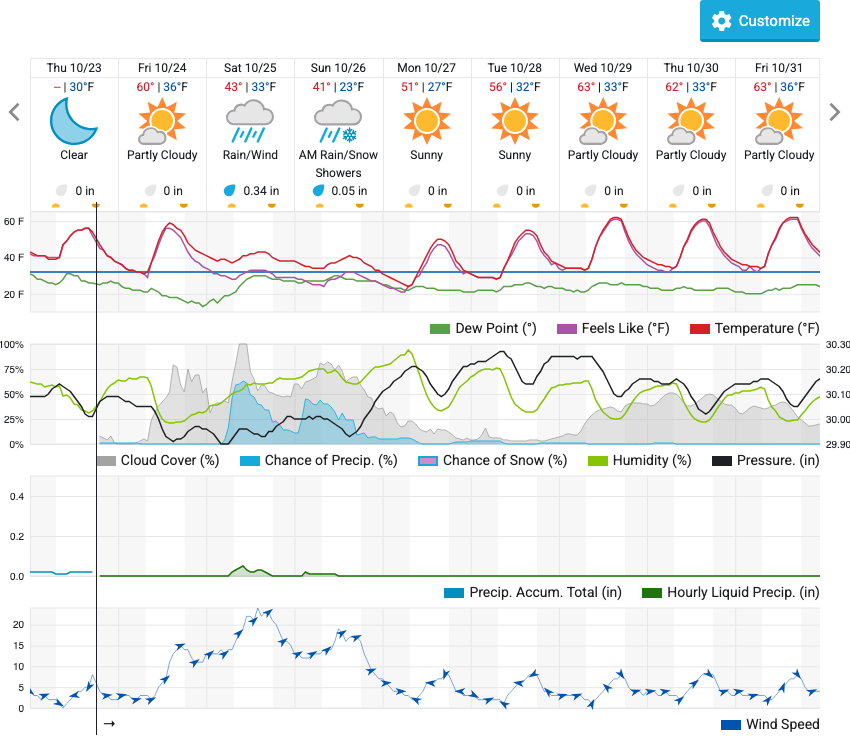 Customize
Thu 10/23 Fri 10/24 Sat 10/25 Sun 10/26 Mon 10/27 Tue 10/28 Wed 10/29 Thu 10/30 Fri 10/31
-- | 30°F 60° | 36°F 43° | 33°F 41° | 23°F 51° | 27°F 56° | 32°F 63° | 33°F 62° | 33°F 63° | 36°F
Clear Partly Cloudy Rain/Wind AM Rain/Snow Showers Sunny Sunny Partly Cloudy Partly Cloudy Partly Cloudy
0 in 0 in 0.34 in 0.05 in 0 in 0 in 0 in 0 in 0 in
60 F
40 F
20 F
Dew Point (°) Feels Like (°F) Temperature (°F)
100% 30.30
75% 30.20
50% 30.10
25% 30.00
0% 29.90
Cloud Cover (%) Chance of Precip. (%) Chance of Snow (%) Humidity (%) Pressure. (in)
0.4
0.2
0.0
Precip. Accum. Total (in) Hourly Liquid Precip. (in)
20
15
10
5
0
→
Wind Speed